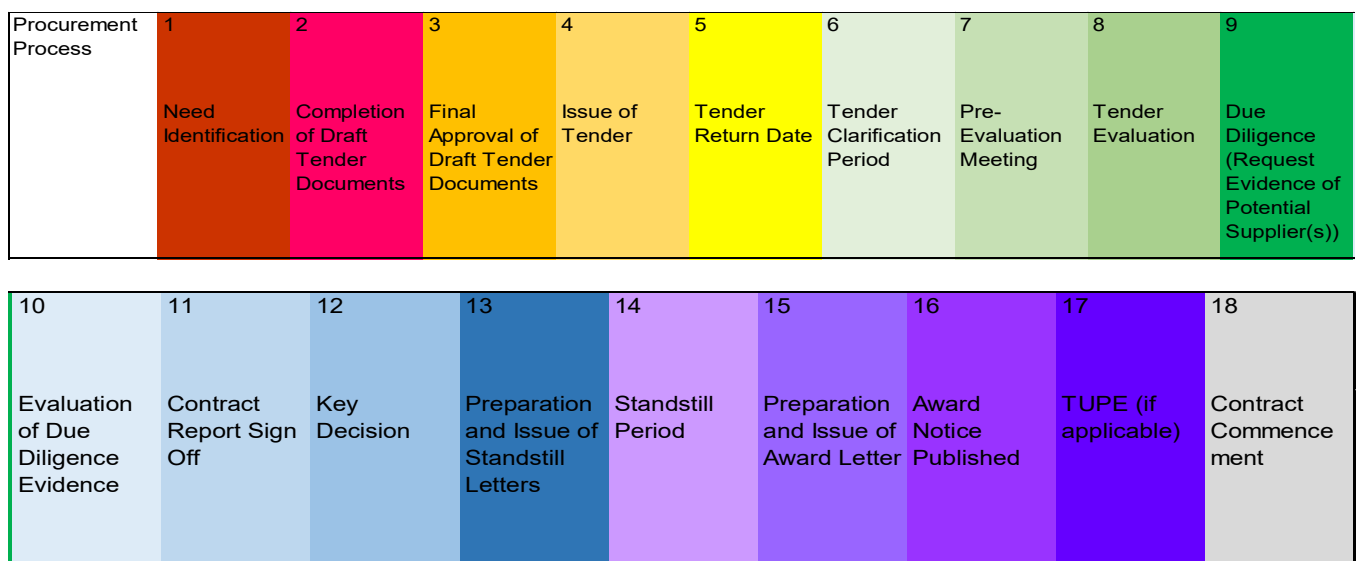 Procurement
Process
1
Need
Identification
2
Completion
of Draft
Tender
Documents
3
Final
Approval of
Draft Tender
Documents
4
Issue of
Tender
5
Tender
Return Date
6
Tender
Clarification
Period
7
Pre-
Evaluation
Meeting
8
Tender
Evaluation
9
Due
Diligence
(Request
Evidence of
Potential
Supplier(s))
10
Evaluation
of Due
Diligence
Evidence
11
Contract
Report Sign
Off
12
Key
Decision
13
Preparation
and Issue of
Standstill
Letters
14
Standstill
Period
15
Preparation
and Issue of
Award Letter
16
Award
Notice
Published
17
TUPE (if
applicable)
18
Contract
Commence
ment